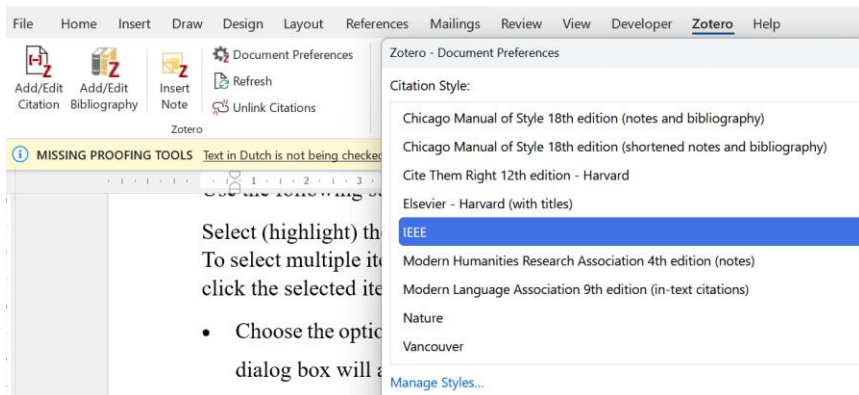 File Home Insert Draw Design Layout References Mailings Review View Developer Zotero Help
Add/Edit Citation
Add/Edit Bibliography
Insert Note
Document Preferences
Refresh
Unlink Citations
Zotero
MISSING PROOFING TOOLS Text in Dutch is not being checked
1 2 3
Select (highlight) th
To select multiple ite
click the selected ite
• Choose the optio
dialog box will a
Zotero - Document Preferences
Citation Style:
Chicago Manual of Style 18th edition (notes and bibliography)
Chicago Manual of Style 18th edition (shortened notes and bibliography)
Cite Them Right 12th edition - Harvard
Elsevier - Harvard (with titles)
IEEE
Modern Humanities Research Association 4th edition (notes)
Modern Language Association 9th edition (in-text citations)
Nature
Vancouver
Manage Styles...